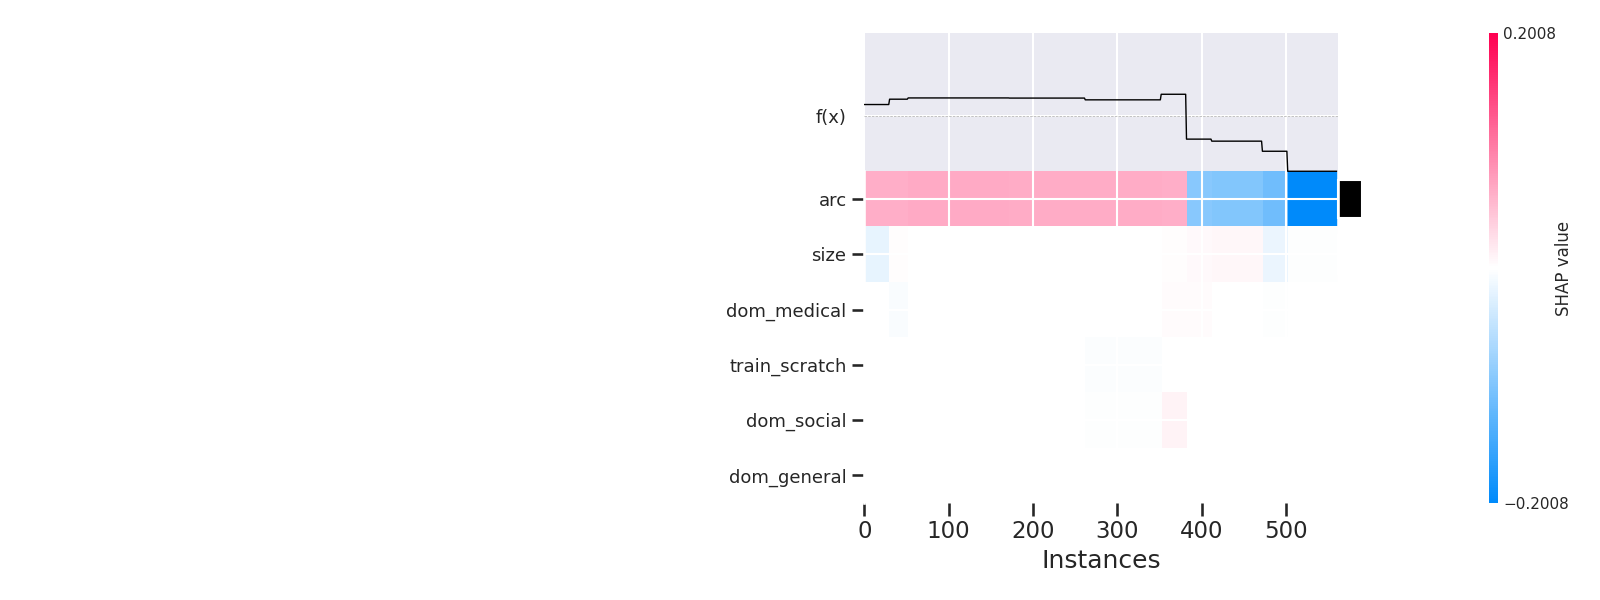 0.2008
f(x)
arc
size
dom_medical
train_scratch
dom_social
dom_general
SHAP value
−0.2008
0 100 200 300 400 500
Instances